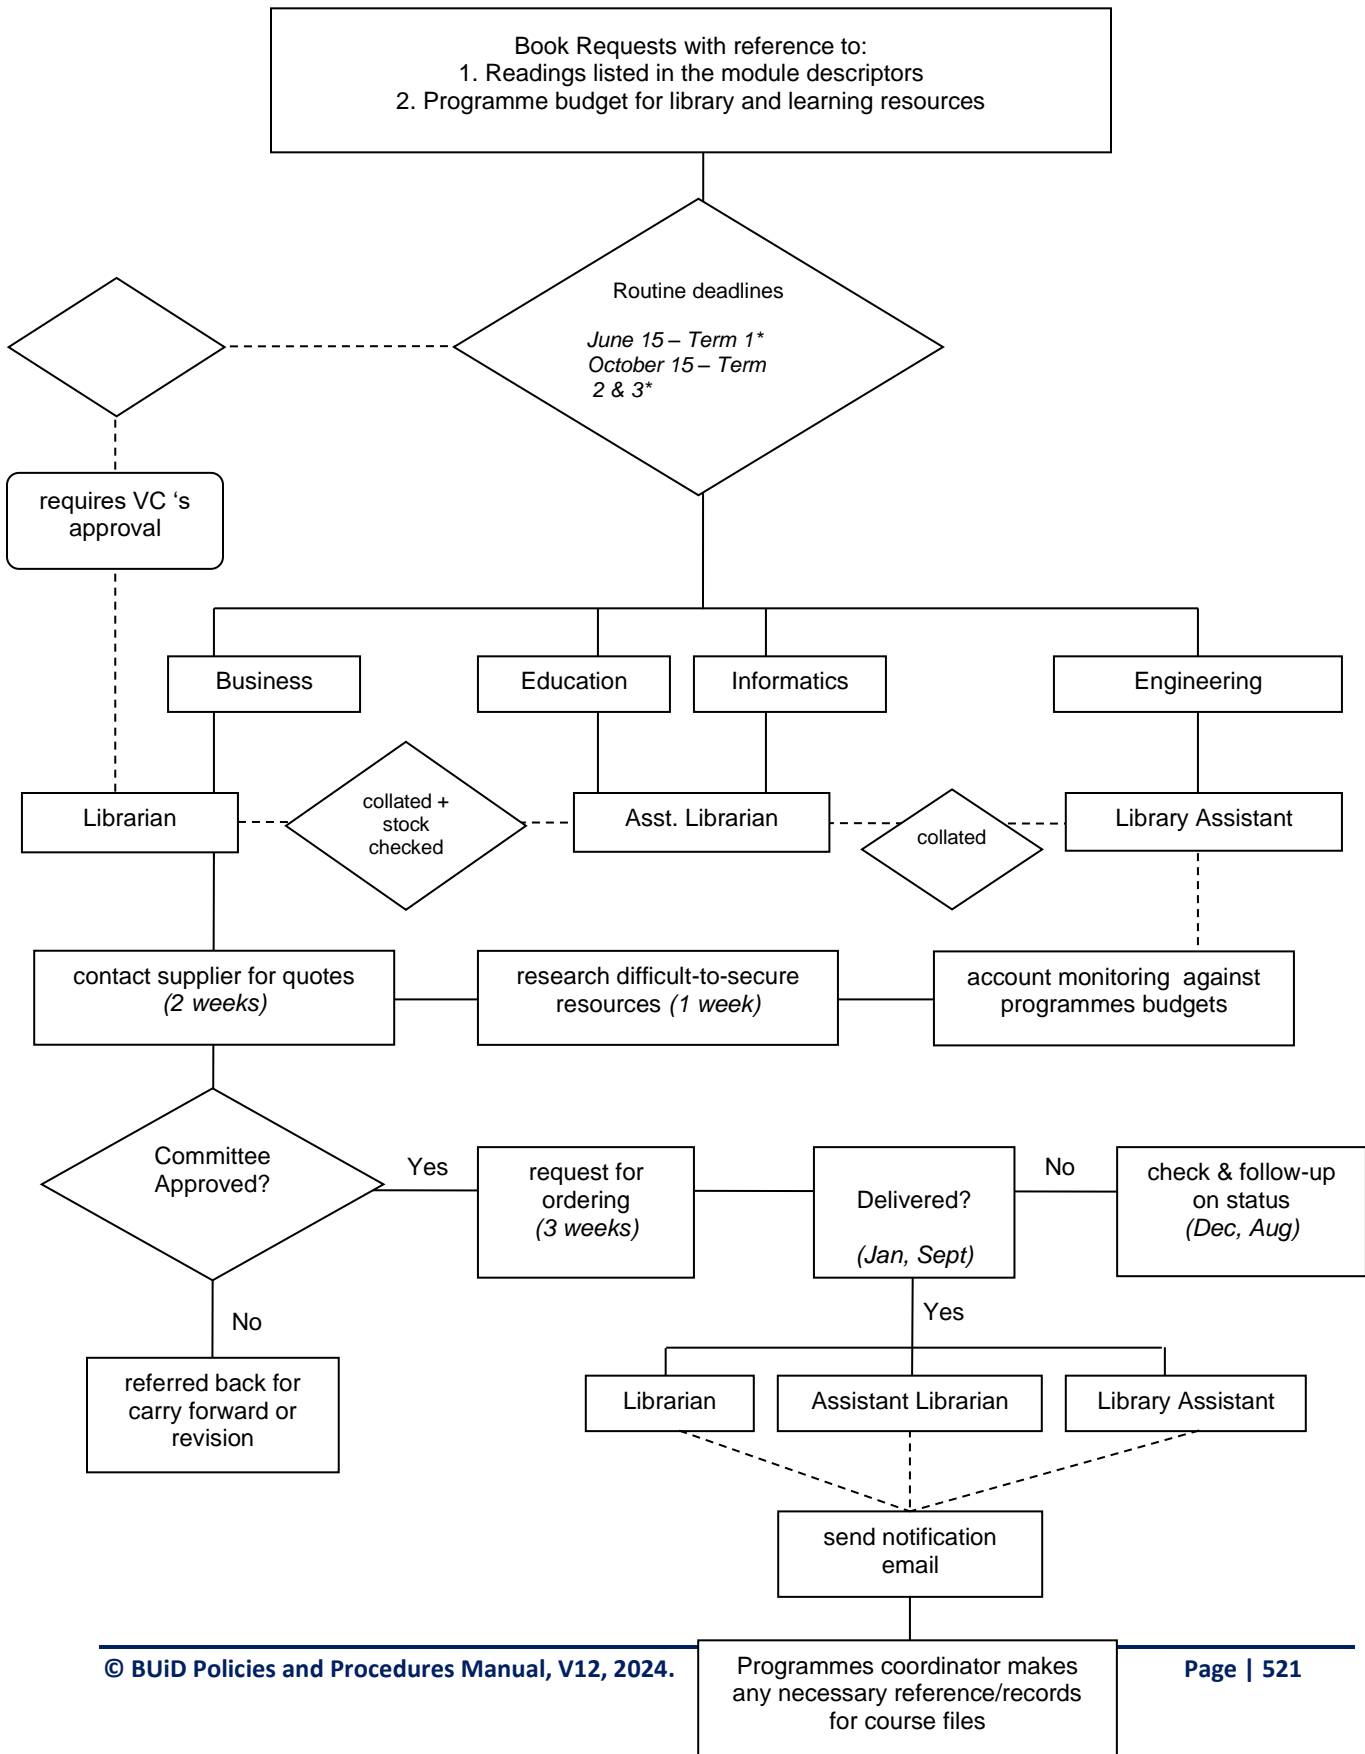 Book Requests with reference to:
1. Readings listed in the module descriptors
2. Programme budget for library and learning resources
Routine deadlines
June 15 – Term 1*
October 15 – Term
2 & 3*
requires VC ‘s
approval
Business
Education
Informatics
Engineering
Librarian
collated +
stock
checked
Asst. Librarian
collated
Library Assistant
contact supplier for quotes
(2 weeks)
research difficult-to-secure
resources (1 week)
account monitoring against
programmes budgets
Committee
Approved?
Yes
request for
ordering
(3 weeks)
Delivered?
(Jan, Sept)
No
check & follow-up
on status
(Dec, Aug)
No
Yes
referred back for
carry forward or
revision
Librarian
Assistant Librarian
Library Assistant
send notification
email
Programmes coordinator makes
any necessary reference/records
for course files
© BUiD Policies and Procedures Manual, V12, 2024.
Page | 521